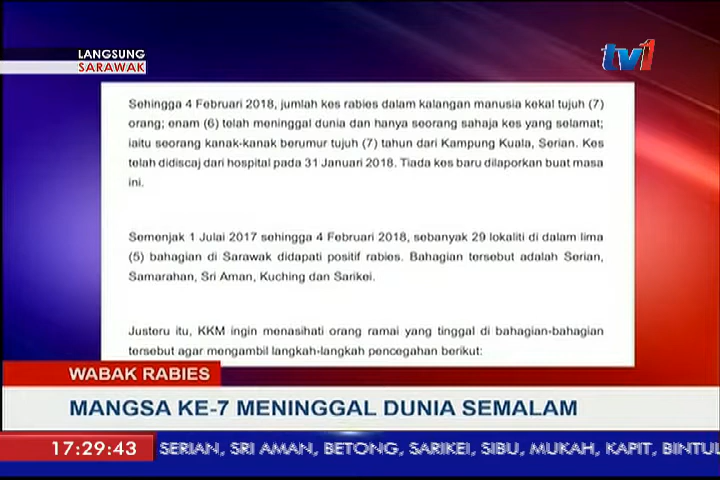 LANGSUNG
SARAWAK
tv1
Sehingga 4 Februari 2018, jumlah kes rabies dalam kalangan manusia kekal tujuh (7)
orang; enam (6) telah meninggal dunia dan hanya seorang sahaja kes yang selamat;
iaitu seorang kanak-kanak berumur tujuh (7) tahun dari Kampung Kuala, Serian. Kes
telah didiscaj dari hospital pada 31 Januari 2018. Tiada kes baru dilaporkan buat masa
ini.
Semenjak 1 Julai 2017 sehingga 4 Februari 2018, sebanyak 29 lokaliti di dalam lima
(5) bahagian di Sarawak didapati positif rabies. Bahagian tersebut adalah Serian,
Samarahan, Sri Aman, Kuching dan Sarikei.
Justeru itu, KKM ingin menasihati orang ramai yang tinggal di bahagian-bahagian
tersebut agar mengambil langkah-langkah pencegahan berikut:
WABAK RABIES
MANGSA KE-7 MENINGGAL DUNIA SEMALAM
17:29:43 SERIAN, SRI AMAN, BETONG, SARIKEI, SIBU, MUKAH, KAPIT, BINTUL